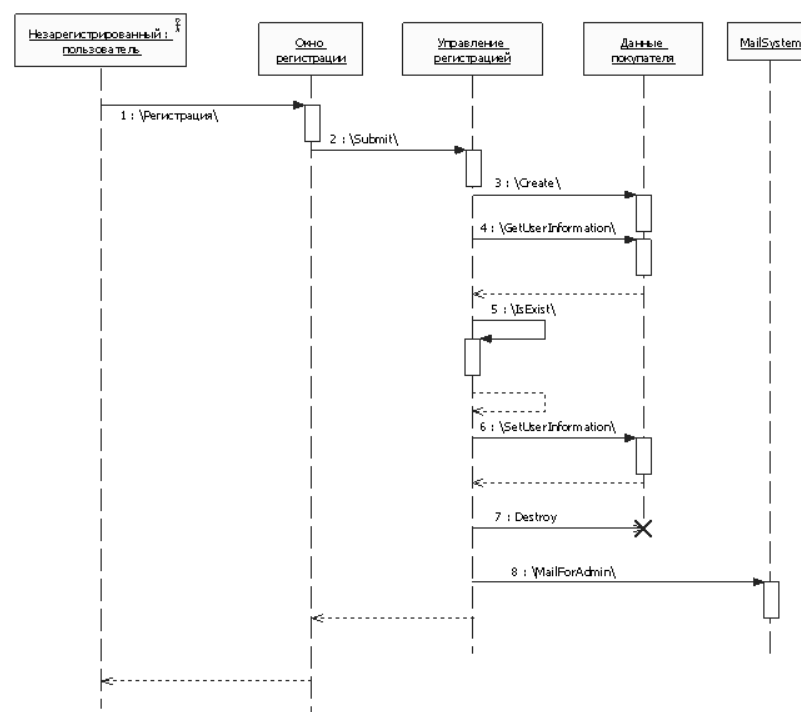 Незарегистрированный :
пользователь
Окно
регистрации
Управление
регистрацией
Данные
покупателя
MailSystem
1 : \Регистрация\
2 : \Submit\
3 : \Create\
4 : \GetUserInformation\
5 : \IsExist\
6 : \SetUserInformation\
7 : Destroy
8 : \MailForAdmin\